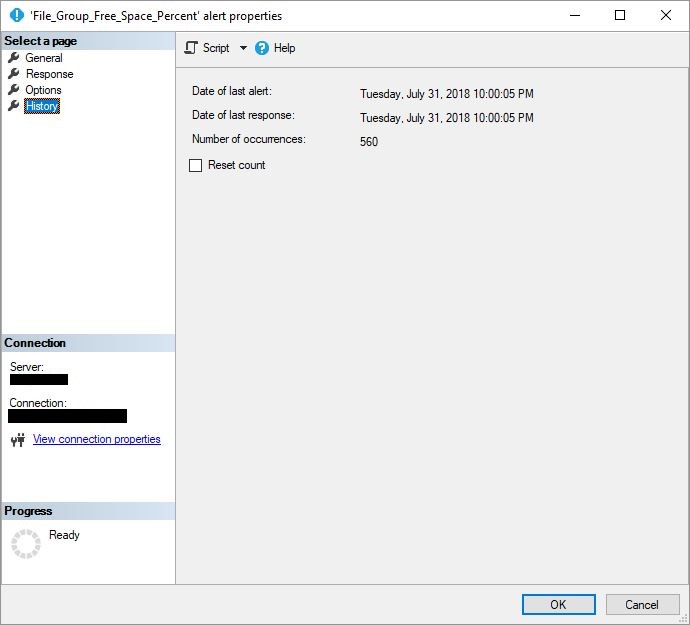 'File_Group_Free_Space_Percent' alert properties
Select a page
General
Response
Options
History
Script
Help
Date of last alert: Tuesday, July 31, 2018 10:00:05 PM
Date of last response: Tuesday, July 31, 2018 10:00:05 PM
Number of occurrences: 560
Reset count
Connection
Server:
Connection:
View connection properties
Progress
Ready
OK
Cancel